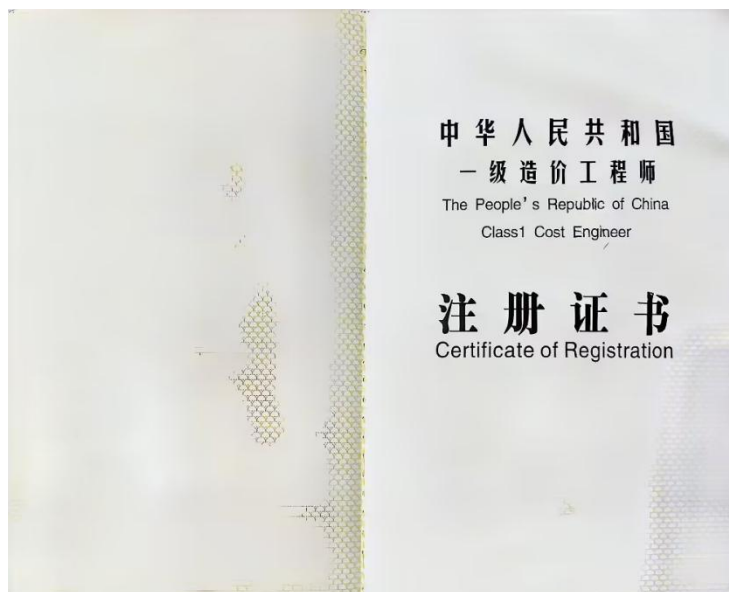 中华人民共和国
一级造价工程师
The People's Republic of China
Class1 Cost Engineer
注册证书
Certificate of Registration